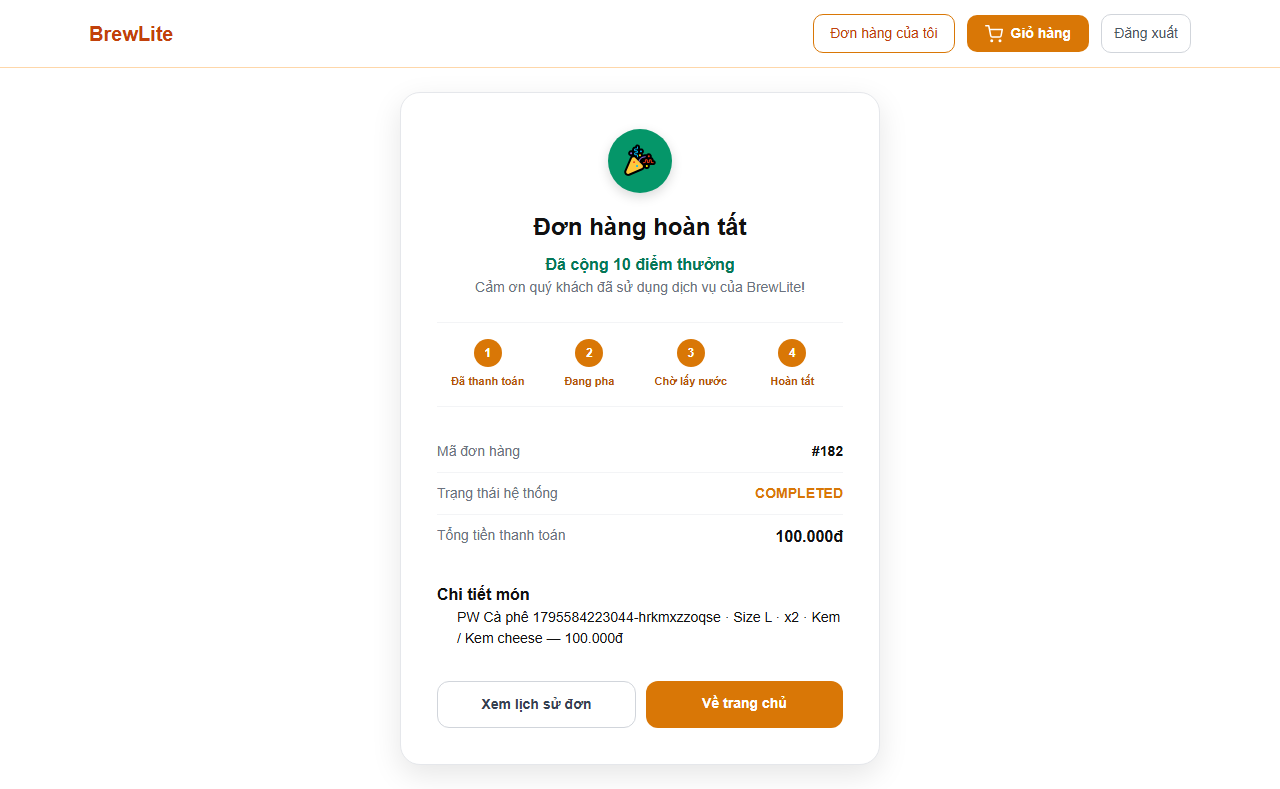 BrewLite
Đơn hàng của tôi
Giỏ hàng
Đăng xuất
Đơn hàng hoàn tất
Đã cộng 10 điểm thưởng
Cảm ơn quý khách đã sử dụng dịch vụ của BrewLite!
1
2
3
4
Đã thanh toán
Đang pha
Chờ lấy nước
Hoàn tất
Mã đơn hàng
#182
Trạng thái hệ thống
COMPLETED
Tổng tiền thanh toán
100.000đ
Chi tiết món
PW Cà phê 1795584223044-hrkmxzzoqse · Size L · x2 · Kem
/ Kem cheese — 100.000đ
Xem lịch sử đơn
Về trang chủ